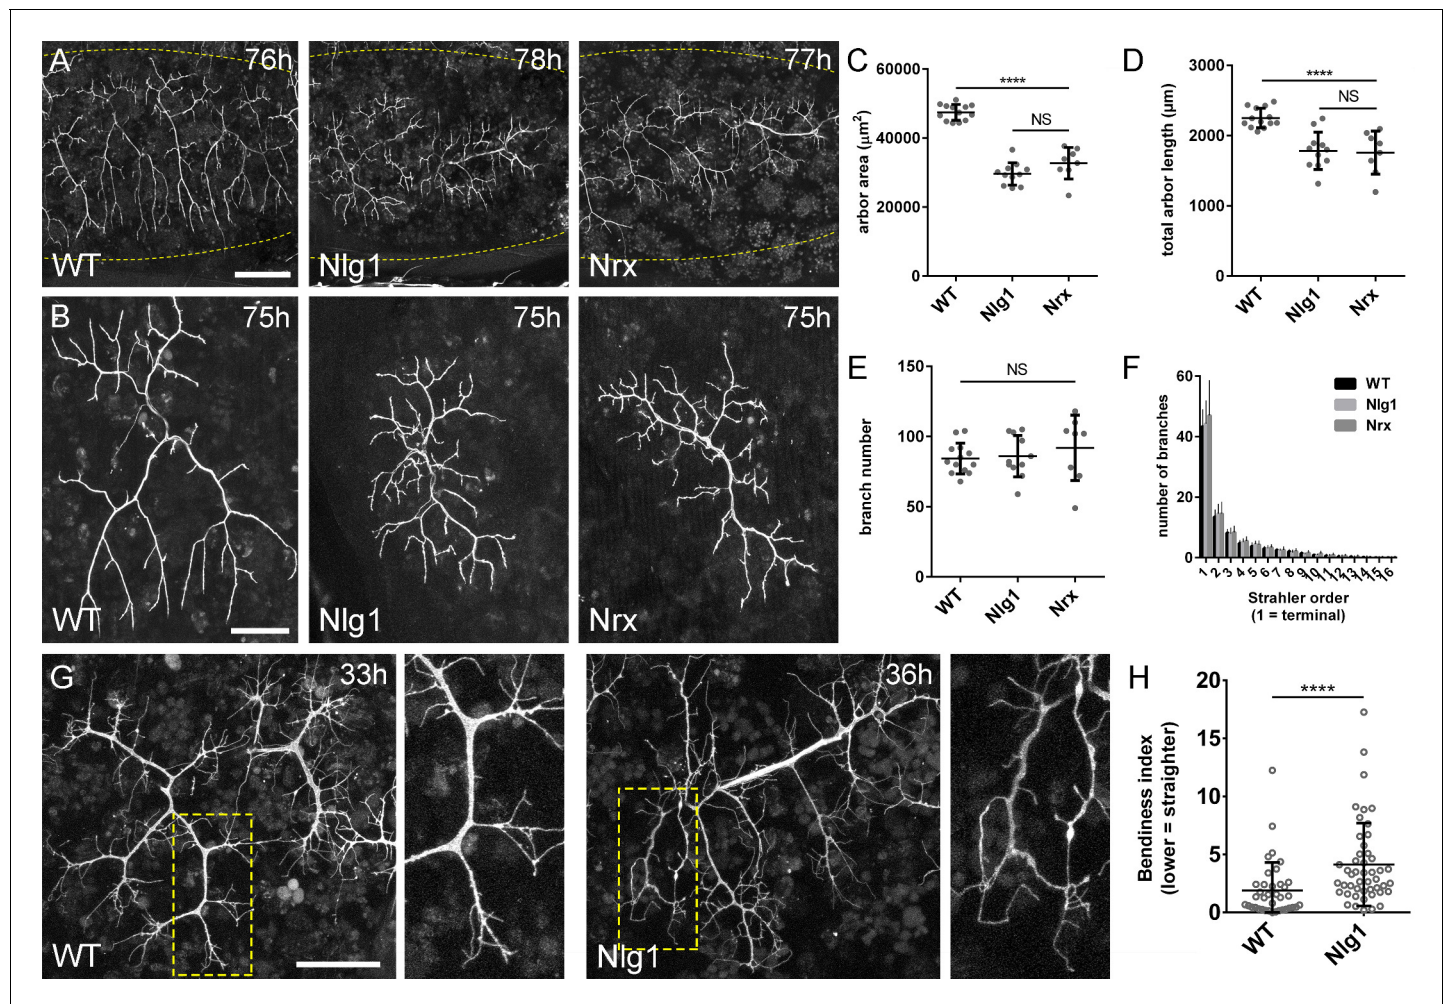 A
76h
WT
78h
Nlg1
77h
Nrx
B
75h
WT
75h
Nlg1
75h
Nrx
C
arbor area (μm²)
60000
40000
20000
0
****
NS
WT
Nlg1
Nrx
D
total arbor length (μm)
3000
2000
1000
0
****
NS
WT
Nlg1
Nrx
E
branch number
150
100
50
0
NS
WT
Nlg1
Nrx
F
number of branches
60
40
20
0
WT
Nlg1
Nrx
1 2 3 4 5 6 7 8 9 10 11 12 13 14 15 16
Strahler order
(1 = terminal)
G
33h
WT
36h
Nlg1
H
Bendiness index
(lower = straighter)
20
15
10
5
0
****
WT
Nlg1